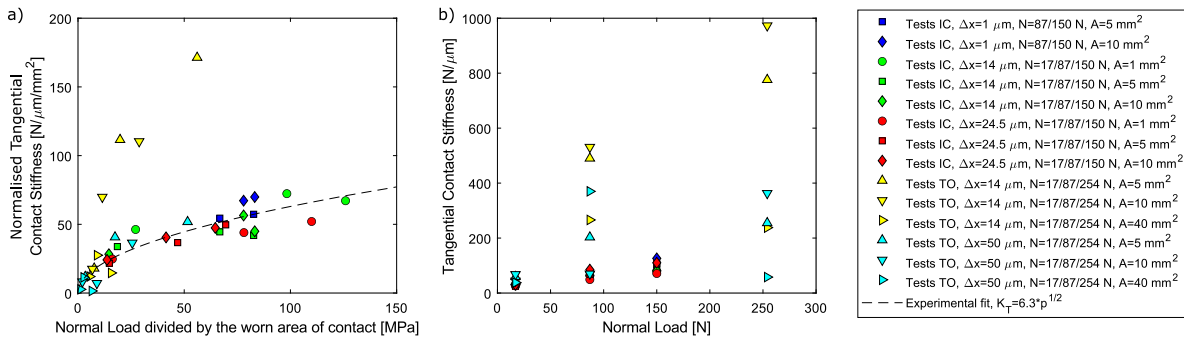 a)
Normalised Tangential
Contact Stiffness [N/μm/mm²]
200
150
100
50
0
0 50 100 150
Normal Load divided by the worn area of contact [MPa]
b)
Tangential Contact Stiffness [N/μm]
1000
800
600
400
200
0
0 50 100 150 200 250 300
Normal Load [N]
Tests IC, Δx=1 μm, N=87/150 N, A=5 mm²
Tests IC, Δx=1 μm, N=87/150 N, A=10 mm²
Tests IC, Δx=14 μm, N=17/87/150 N, A=1 mm²
Tests IC, Δx=14 μm, N=17/87/150 N, A=5 mm²
Tests IC, Δx=14 μm, N=17/87/150 N, A=10 mm²
Tests IC, Δx=24.5 μm, N=17/87/150 N, A=1 mm²
Tests IC, Δx=24.5 μm, N=17/87/150 N, A=5 mm²
Tests IC, Δx=24.5 μm, N=17/87/150 N, A=10 mm²
Tests TO, Δx=14 μm, N=17/87/254 N, A=5 mm²
Tests TO, Δx=14 μm, N=17/87/254 N, A=10 mm²
Tests TO, Δx=14 μm, N=17/87/254 N, A=40 mm²
Tests TO, Δx=50 μm, N=17/87/254 N, A=5 mm²
Tests TO, Δx=50 μm, N=17/87/254 N, A=10 mm²
Tests TO, Δx=50 μm, N=17/87/254 N, A=40 mm²
Experimental fit, K_T=6.3*p^1/2